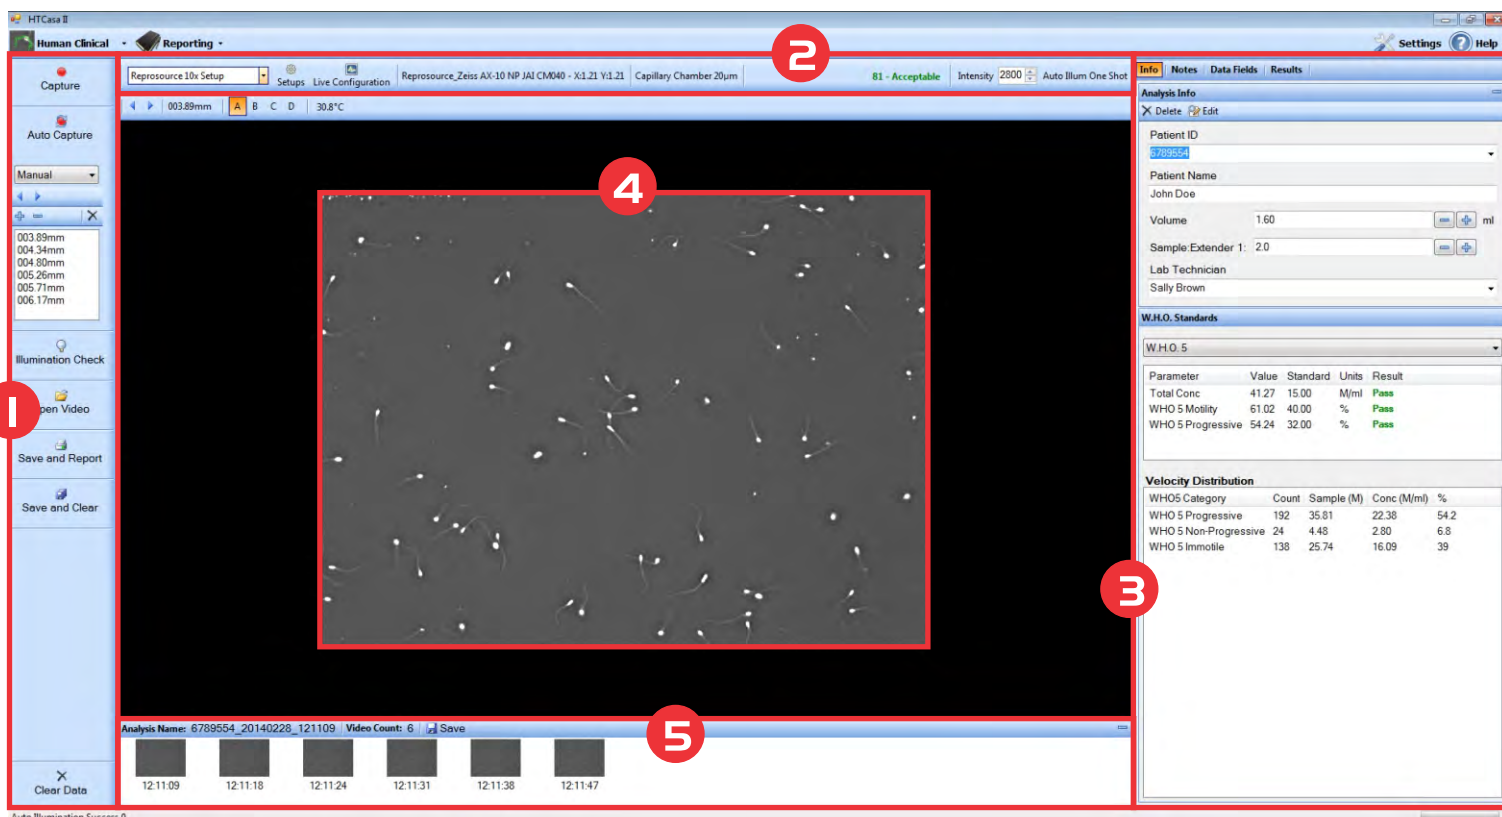 HTCasa II
Human Clinical Reporting Settings Help
2
Capture
Auto Capture
Manual
003.89mm
004.34mm
004.80mm
005.26mm
005.71mm
006.17mm
Illumination Check
1
pen Video
Save and Report
Save and Clear
Clear Data
Reprosource 10x Setup Setups Live Configuration Reprosource_Zeiss AX-10 NP JAI CM040 - X:1.21 Y:1.21 Capillary Chamber 20µm 81 - Acceptable Intensity 2800 Auto Illum One Shot
003.89mm A B C D 30.8°C
4
Info Notes Data Fields Results
Analysis Info
Delete Edit
Patient ID
6789554
Patient Name
John Doe
Volume 1.60 ml
Sample:Extender 1: 2.0
Lab Technician
Sally Brown
W.H.O. Standards
W.H.O. 5
Parameter Value Standard Units Result
Total Conc 41.27 15.00 M/ml Pass
WHO 5 Motility 61.02 40.00 % Pass
WHO 5 Progressive 54.24 32.00 % Pass
Velocity Distribution
WHO5 Category Count Sample (M) Conc (M/ml) %
WHO 5 Progressive 192 35.81 22.38 54.2
WHO 5 Non-Progressive 24 4.48 2.80 6.8
WHO 5 Immotile 138 25.74 16.09 39
3
Analysis Name: 6789554_20140228_121109 Video Count: 6 Save
5
12:11:09 12:11:18 12:11:24 12:11:31 12:11:38 12:11:47
Auto Illumination Success 0